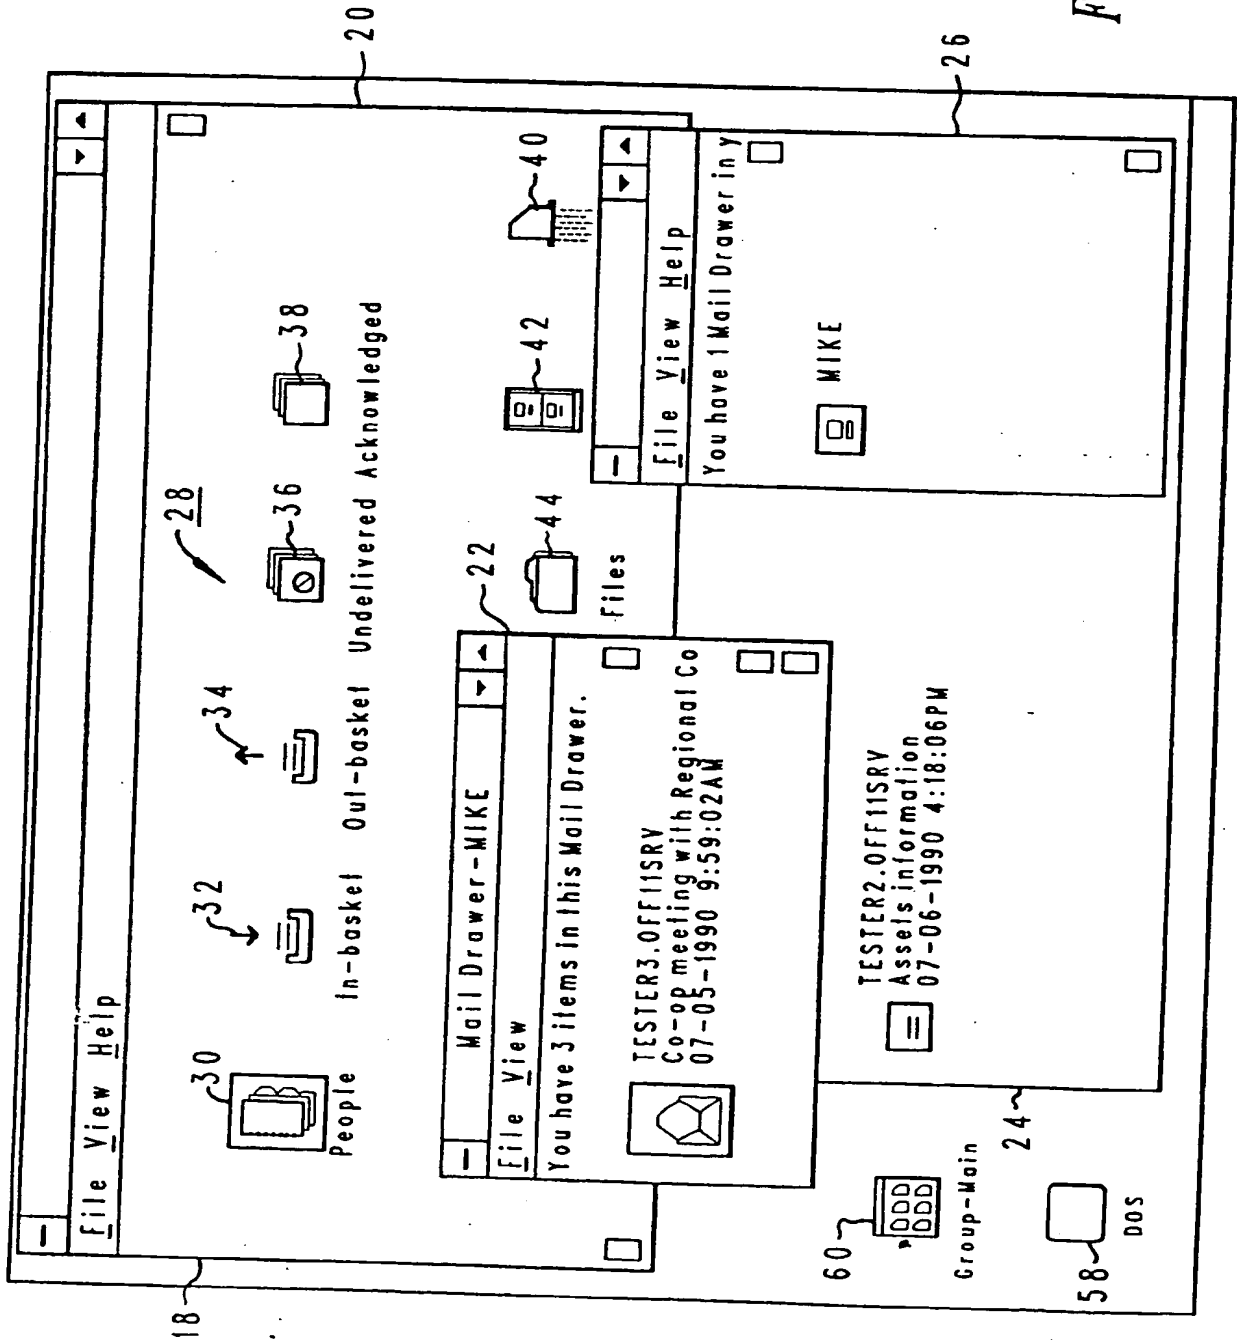 20
18
File View Help
28
30
People
32
In-basket
34
Out-basket
36
Undelivered
38
Acknowledged
40
42
44
Files
22
Mail Drawer-MIKE
File View
You have 3 items in this Mail Drawer.
TESTER3.OFF11SRV
Co-op meeting with Regional Co
07-05-1990 9:59:02AM
26
File View Help
You have 1 Mail Drawer in y
MIKE
TESTER2.OFF11SRV
Assets information
07-06-1990 4:18:06PM
24
60
Group-Main
58
DOS
F